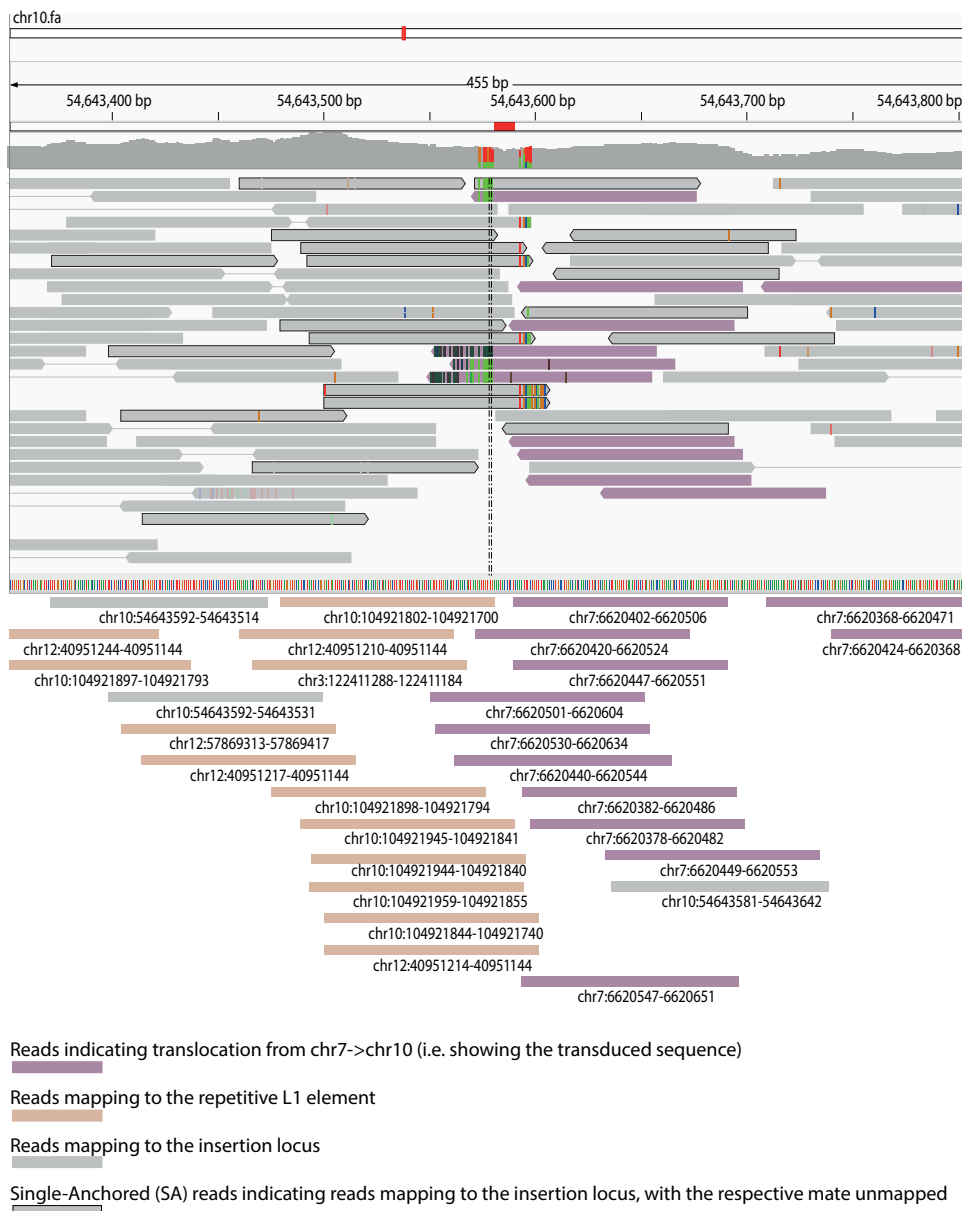 chr10.fa
455 bp
54,643,400 bp 54,643,500 bp 54,643,600 bp 54,643,700 bp 54,643,800 bp
chr10:54643592-54643514 chr10:104921802-104921700 chr7:6620402-6620506 chr7:6620368-6620471
chr12:40951244-40951144 chr12:40951210-40951144 chr7:6620420-6620524 chr7:6620424-6620368
chr10:104921897-104921793 chr3:122411288-122411184 chr7:6620447-6620551
chr10:54643592-54643531 chr7:6620501-6620604
chr12:57869313-57869417 chr7:6620530-6620634
chr12:40951217-40951144 chr7:6620440-6620544
chr10:104921898-104921794 chr7:6620382-6620486
chr10:104921945-104921841 chr7:6620378-6620482
chr10:104921944-104921840 chr7:6620449-6620553
chr10:104921959-104921855 chr10:54643581-54643642
chr10:104921844-104921740
chr12:40951214-40951144
chr7:6620547-6620651
Reads indicating translocation from chr7->chr10 (i.e. showing the transduced sequence)
Reads mapping to the repetitive L1 element
Reads mapping to the insertion locus
Single-Anchored (SA) reads indicating reads mapping to the insertion locus, with the respective mate unmapped